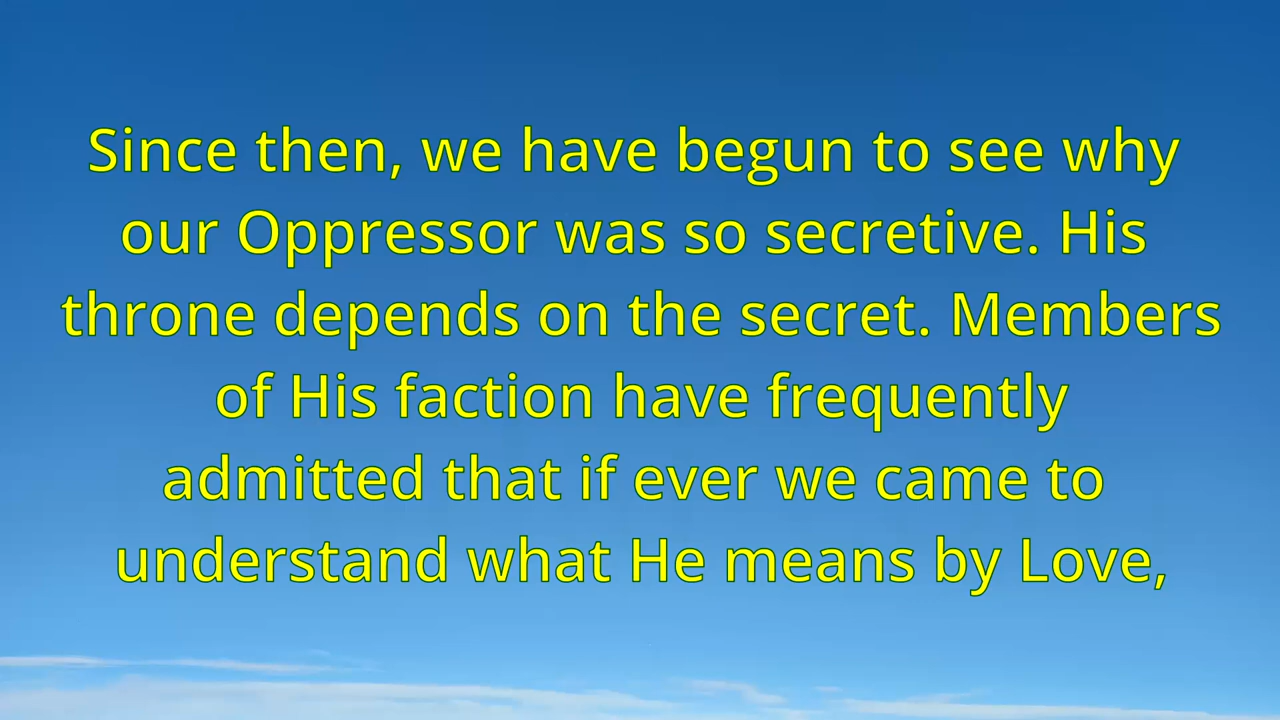 Since then, we have begun to see why
our Oppressor was so secretive. His
throne depends on the secret. Members
of His faction have frequently
admitted that if ever we came to
understand what He means by Love,